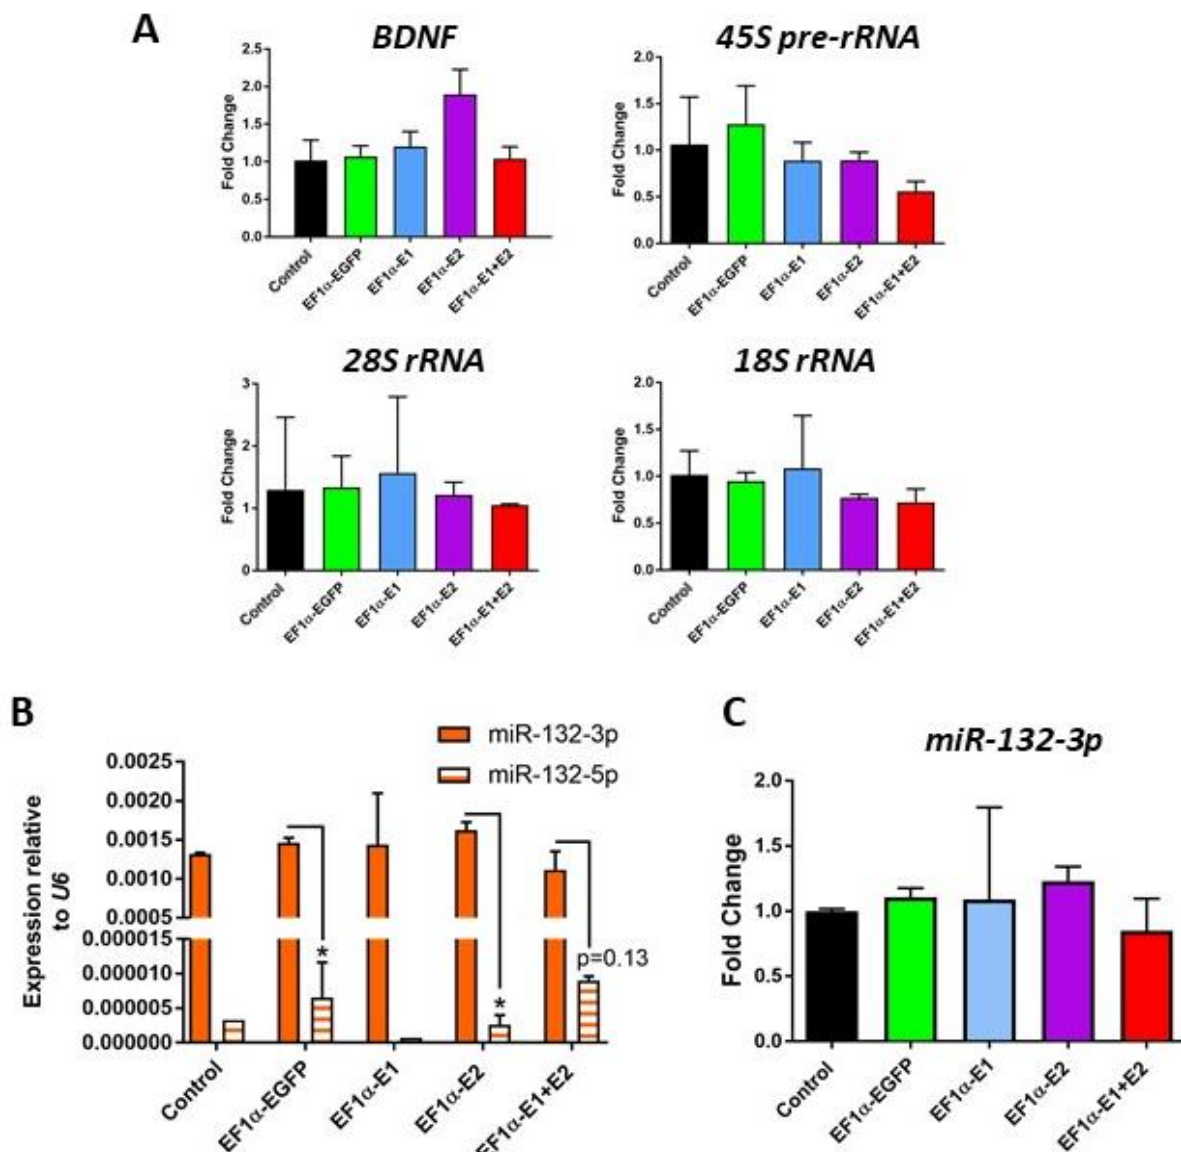 A
BDNF
2.5
2.0
1.5
1.0
0.5
0.0
Fold Change
Control
EF1α-EGFP
EF1α-E1
EF1α-E2
EF1α-E1+E2
45S pre-rRNA
2.0
1.5
1.0
0.5
0.0
Fold Change
Control
EF1α-EGFP
EF1α-E1
EF1α-E2
EF1α-E1+E2
28S rRNA
3
2
1
0
Fold Change
Control
EF1α-EGFP
EF1α-E1
EF1α-E2
EF1α-E1+E2
18S rRNA
2.0
1.5
1.0
0.5
0.0
Fold Change
Control
EF1α-EGFP
EF1α-E1
EF1α-E2
EF1α-E1+E2
B
miR-132-3p
miR-132-5p
0.0025
0.0020
0.0015
0.0010
0.0005
0.000015
0.000010
0.000005
0.000000
Expression relative
to U6
*
*
p=0.13
Control
EF1α-EGFP
EF1α-E1
EF1α-E2
EF1α-E1+E2
C
miR-132-3p
2.0
1.5
1.0
0.5
0.0
Fold Change
Control
EF1α-EGFP
EF1α-E1
EF1α-E2
EF1α-E1+E2